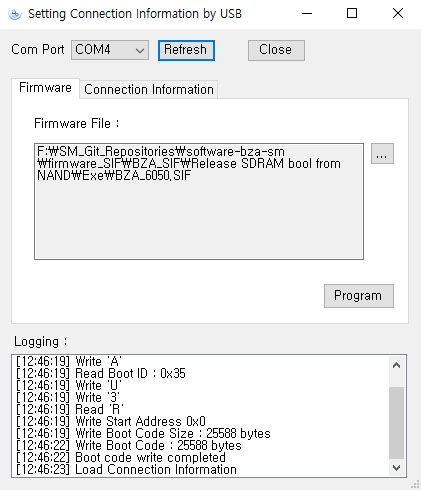 Setting Connection Information by USB
Com Port COM4 Refresh Close
Firmware Connection Information
Firmware File :
F:₩SM_Git_Repositories₩software-bza-sm
₩firmware_SIF₩BZA_SIF₩Release SDRAM bool from
NAND₩Exe₩BZA_6050,SIF
...
Program
Logging :
[12:46:19] Write 'A'
[12:46:19] Read Boot ID : 0x35
[12:46:19] Write 'U'
[12:46:19] Write '3'
[12:46:19] Read 'R'
[12:46:19] Write Start Address 0x0
[12:46:19] Write Boot Code Size : 25588 bytes
[12:46:22] Write Boot Code : 25588 bytes
[12:46:22] Boot code write completed
[12:46:23] Load Connection Information